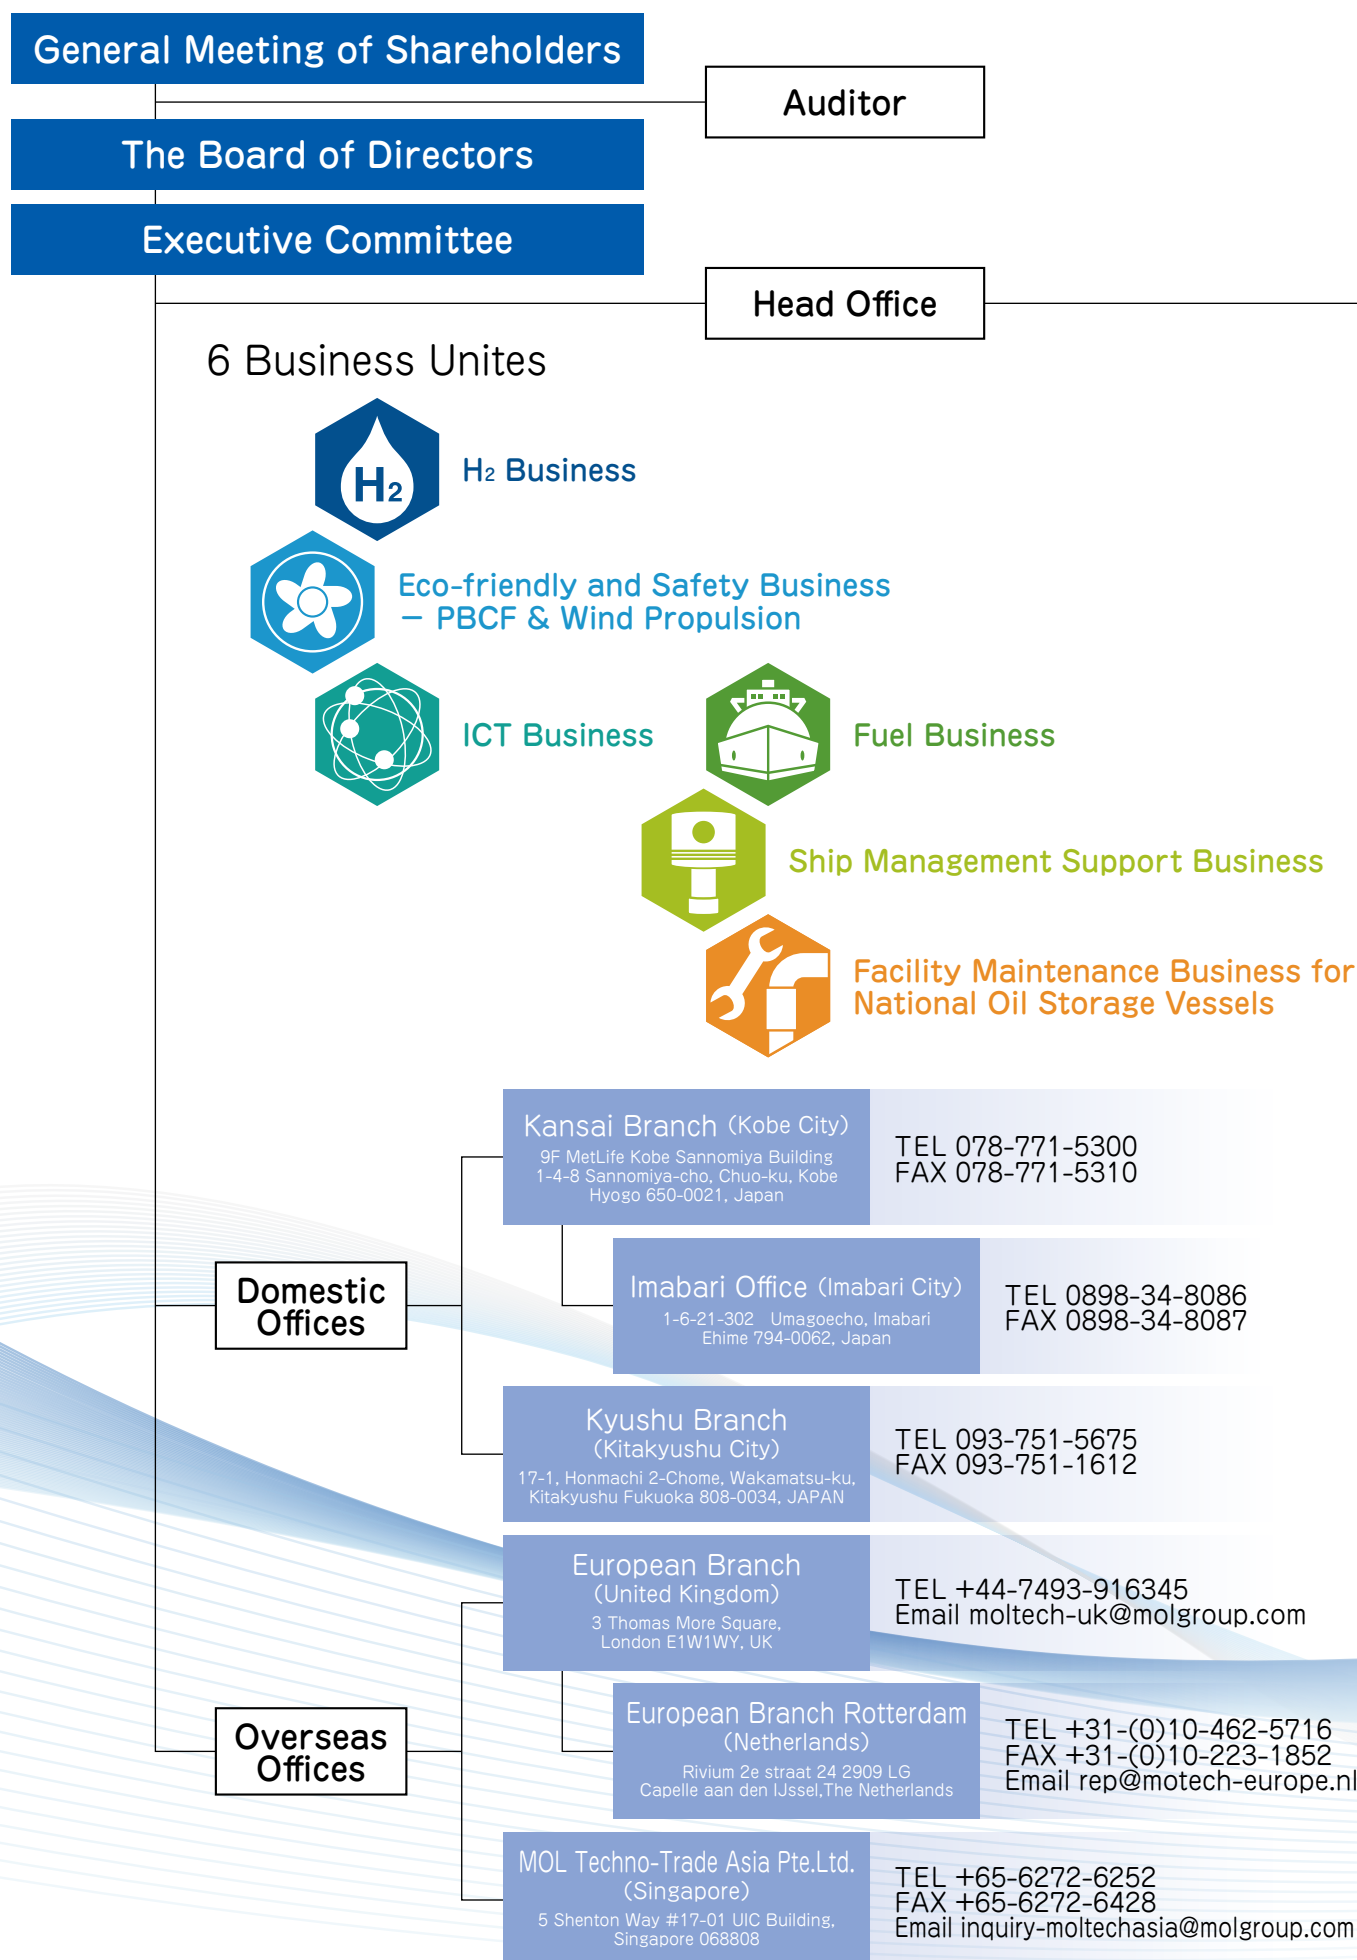 General Meeting of Shareholders
Auditor
The Board of Directors
Executive Committee
Head Office
6 Business Unites
H2
H2 Business
Eco-friendly and Safety Business
— PBCF & Wind Propulsion
ICT Business
Fuel Business
Ship Management Support Business
Facility Maintenance Business for
National Oil Storage Vessels
Kansai Branch (Kobe City)
9F MetLife Kobe Sannomiya Building
1-4-8 Sannomiya-cho, Chuo-ku, Kobe
Hyogo 650-0021, Japan
TEL 078-771-5300
FAX 078-771-5310
Domestic
Offices
Imabari Office (Imabari City)
1-6-21-302 Umagoecho, Imabari
Ehime 794-0062, Japan
TEL 0898-34-8086
FAX 0898-34-8087
Kyushu Branch
(Kitakyushu City)
17-1, Honmachi 2-Chome, Wakamatsu-ku,
Kitakyushu Fukuoka 808-0034, JAPAN
TEL 093-751-5675
FAX 093-751-1612
European Branch
(United Kingdom)
3 Thomas More Square,
London E1W1WY, UK
TEL +44-7493-916345
Email moltech-uk@molgroup.com
Overseas
Offices
European Branch Rotterdam
(Netherlands)
Rivium 2e straat 24 2909 LG
Capelle aan den IJssel,The Netherlands
TEL +31-(0)10-462-5716
FAX +31-(0)10-223-1852
Email rep@motech-europe.nl
MOL Techno-Trade Asia Pte.Ltd.
(Singapore)
5 Shenton Way #17-01 UIC Building,
Singapore 068808
TEL +65-6272-6252
FAX +65-6272-6428
Email inquiry-moltechasia@molgroup.com